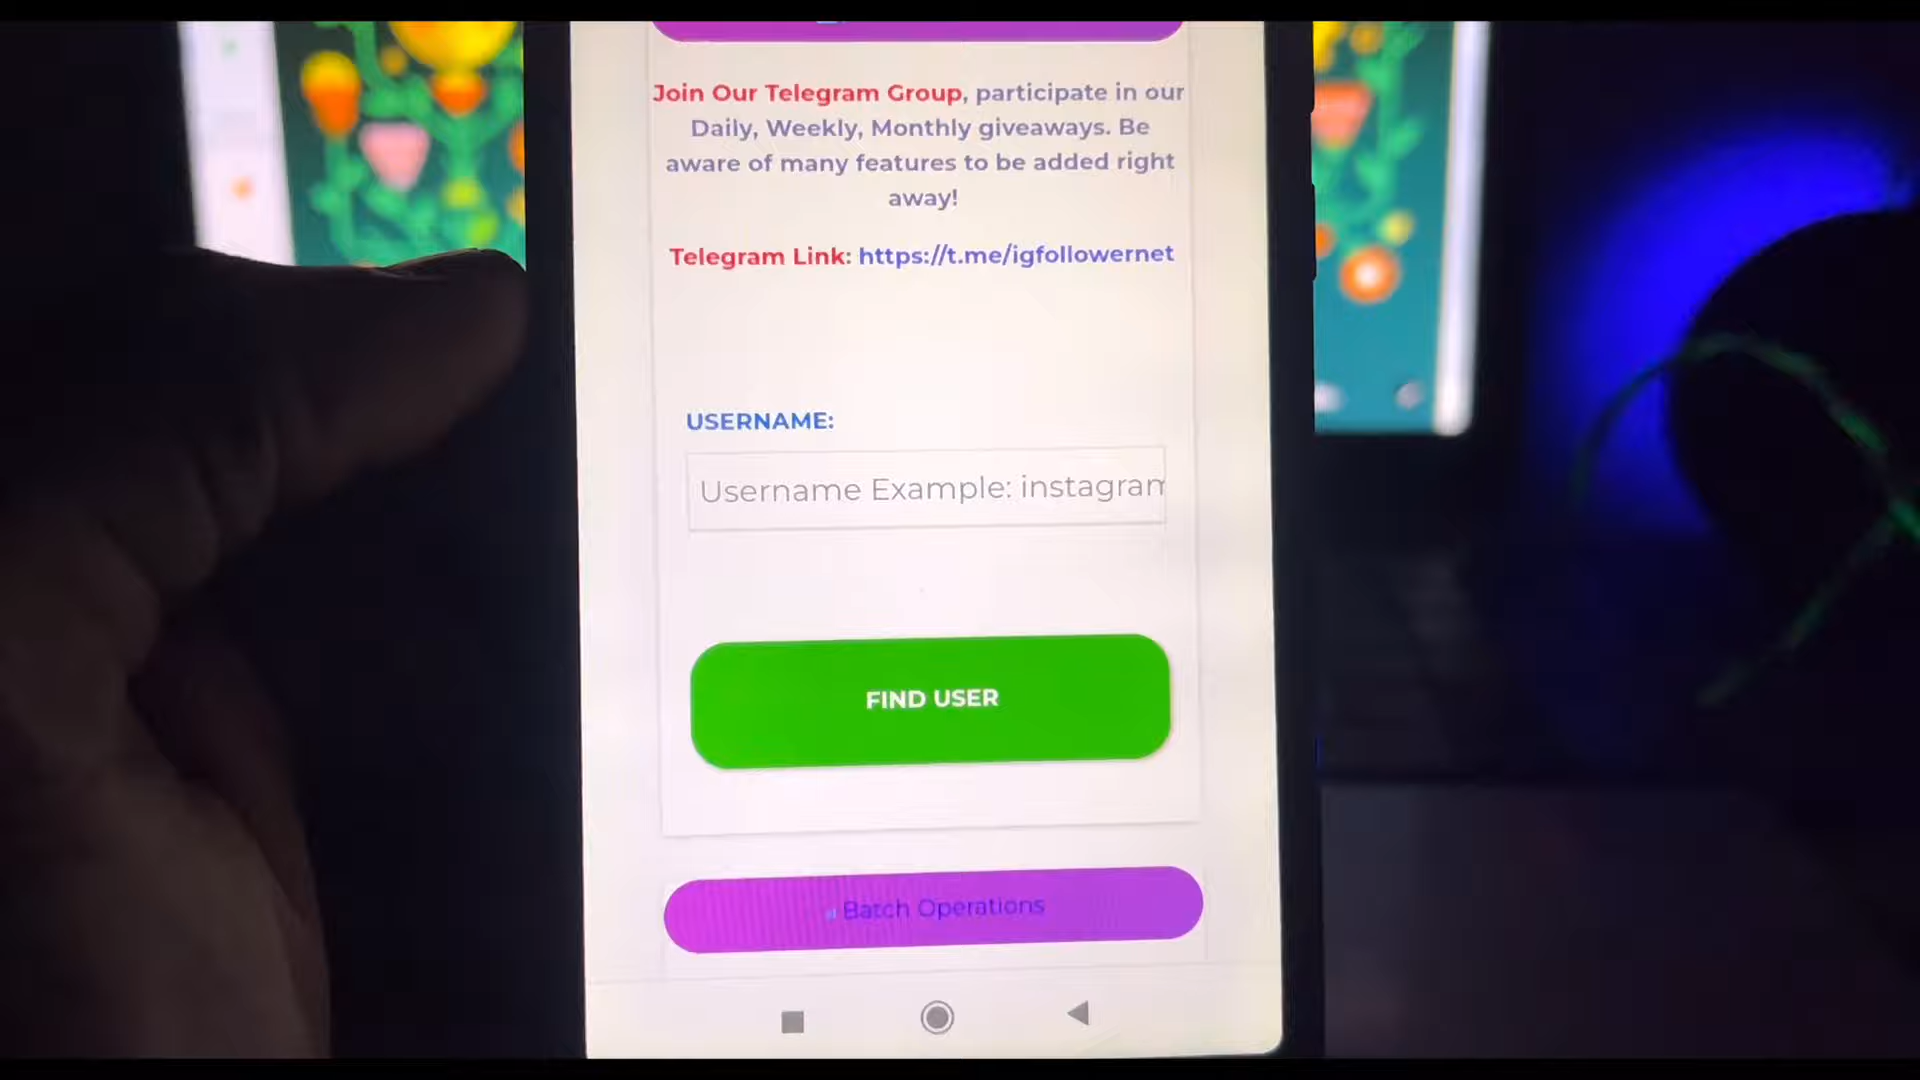 Join Our Telegram Group, participate in our
Daily, Weekly, Monthly giveaways. Be
aware of many features to be added right
away!
Telegram Link: https://t.me/igfollowernet
USERNAME:
Username Example: instagram
FIND USER
Batch Operations